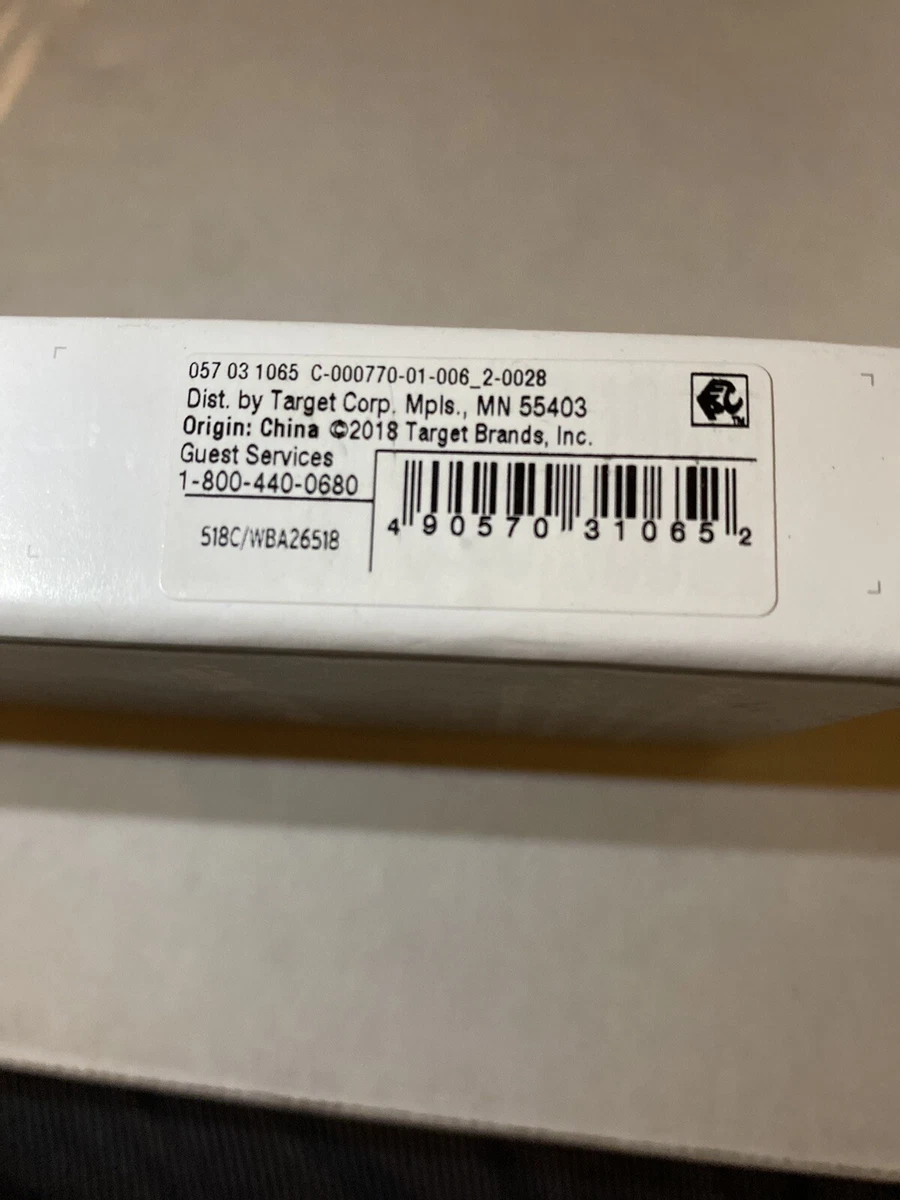 057 03 1065 C-000770-01-006_2-0028
Dist. by Target Corp. Mpls., MN 55403
Origin: China ©2018 Target Brands, Inc.
Guest Services
1-800-440-0680
518C/WBA26518
4 90570 31065 2
TM